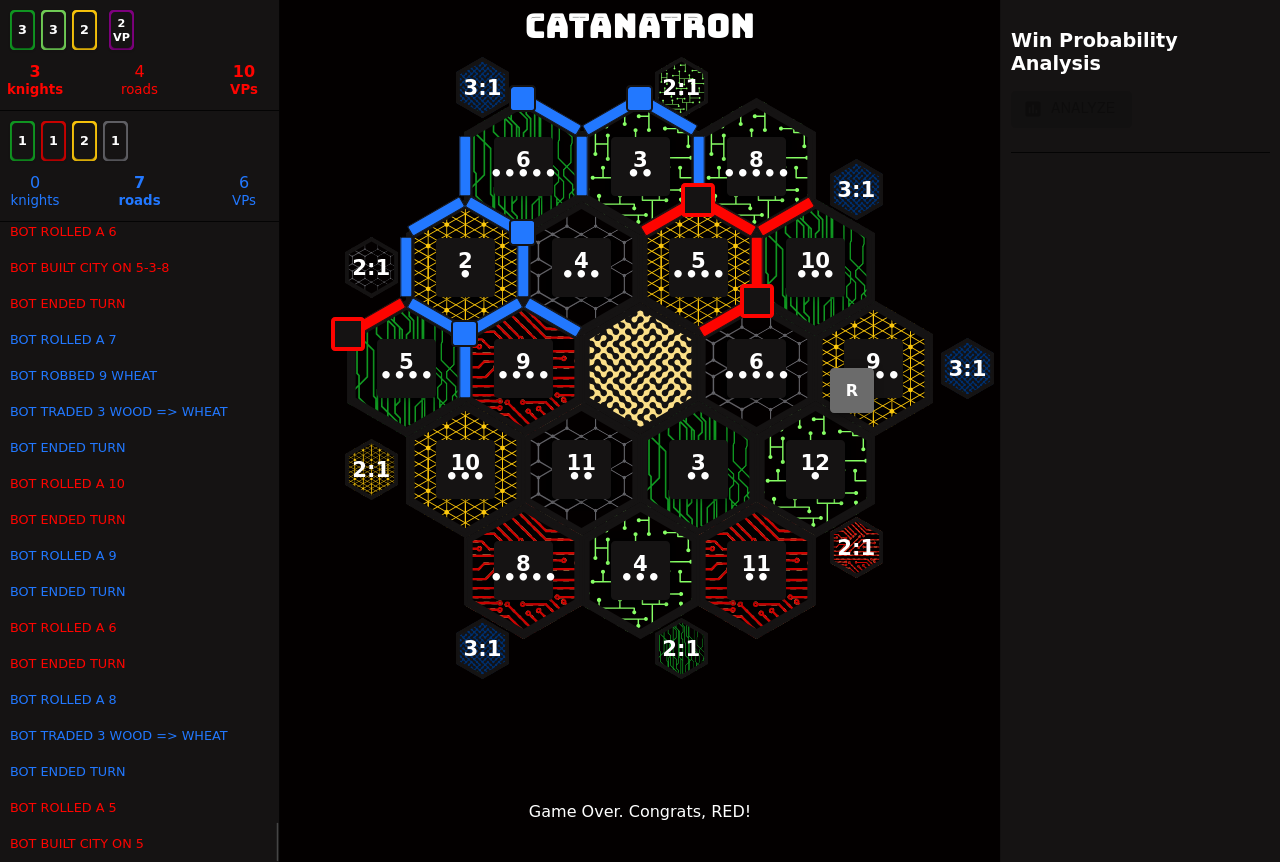 CATANATRON
3 3 2 2
VP
3 4 10
knights roads VPs
1 1 2 1
0 7 6
knights roads VPs
BOT ROLLED A 6
BOT BUILT CITY ON 5-3-8
BOT ENDED TURN
BOT ROLLED A 7
BOT ROBBED 9 WHEAT
BOT TRADED 3 WOOD => WHEAT
BOT ENDED TURN
BOT ROLLED A 10
BOT ENDED TURN
BOT ROLLED A 9
BOT ENDED TURN
BOT ROLLED A 6
BOT ENDED TURN
BOT ROLLED A 8
BOT TRADED 3 WOOD => WHEAT
BOT ENDED TURN
BOT ROLLED A 5
BOT BUILT CITY ON 5
3:1 2:1
6 3 8
3:1
2:1 2 4 5 10
5 9 6 9 3:1
R
2:1 10 11 3 12
2:1
8 4 11
3:1 2:1
Game Over. Congrats, RED!
Win Probability
Analysis
ANALYZE